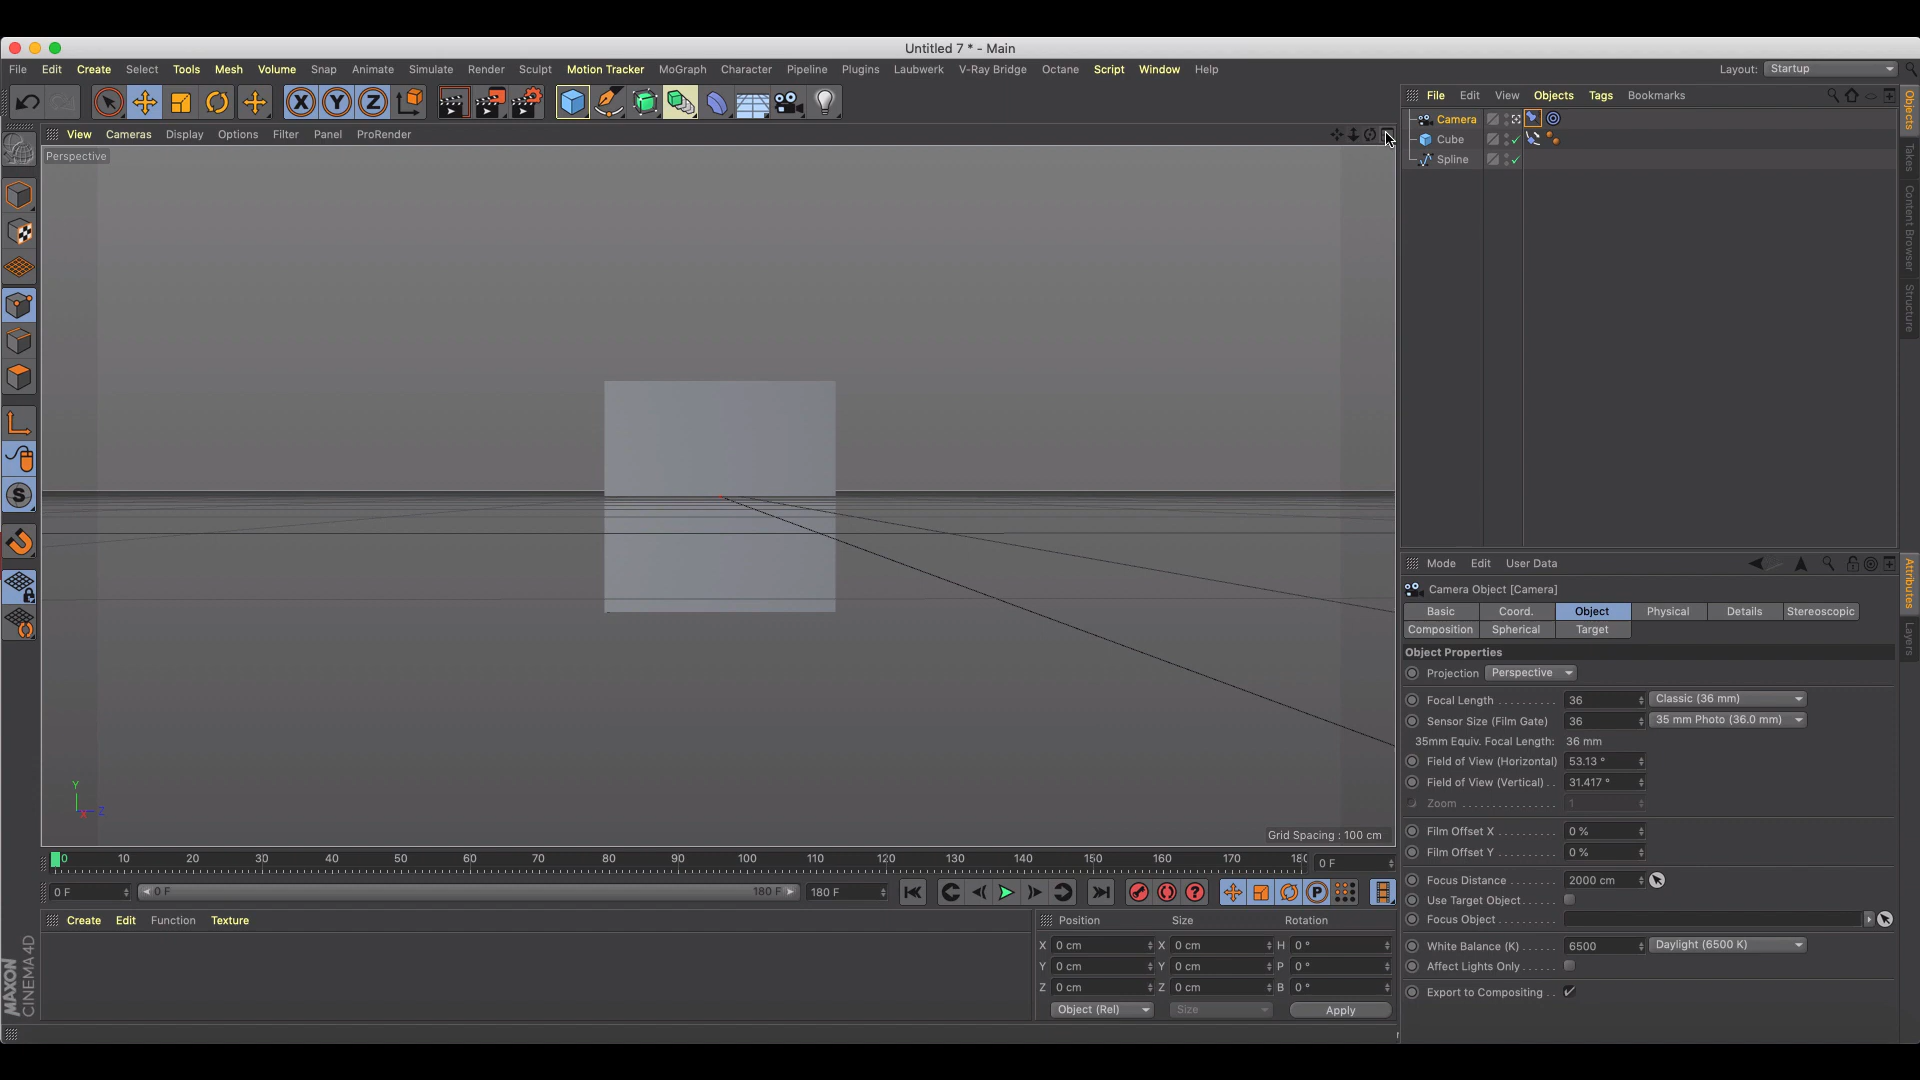 Untitled 7 * - Main
File Edit Create Select Tools Mesh Volume Snap Animate Simulate Render Sculpt Motion Tracker MoGraph Character Pipeline Plugins Laubwerk V-Ray Bridge Octane Script Window Help Layout: Startup
File Edit View Objects Tags Bookmarks
View Cameras Display Options Filter Panel ProRender
Perspective
Camera
Cube
Spline
Objects
Takes
Content Browser
Structure
Mode Edit User Data
Camera Object [Camera]
Basic Coord. Object Physical Details Stereoscopic
Composition Spherical Target
Object Properties
Projection Perspective
Focal Length . . . . . . . . . . 36 Classic (36 mm)
Sensor Size (Film Gate) 36 35 mm Photo (36.0 mm)
35mm Equiv. Focal Length: 36 mm
Field of View (Horizontal) 53.13 °
Field of View (Vertical) . . 31.417 °
Zoom . . . . . . . . . . . . . . . 1
Film Offset X . . . . . . . . . . 0 %
Film Offset Y . . . . . . . . . . 0 %
Focus Distance . . . . . . . . 2000 cm
Use Target Object . . . . . .
Focus Object . . . . . . . . . .
White Balance (K) . . . . . . 6500 Daylight (6500 K)
Affect Lights Only . . . . . .
Export to Compositing . .
Attributes
Layers
Y
X Z
Grid Spacing : 100 cm
0 10 20 30 40 50 60 70 80 90 100 110 120 130 140 150 160 170 180 0 F
0 F 0 F 180 F 180 F
Create Edit Function Texture
Position Size Rotation
X 0 cm X 0 cm H 0 °
Y 0 cm Y 0 cm P 0 °
Z 0 cm Z 0 cm B 0 °
Object (Rel) Size Apply
MAXON
CINEMA 4D